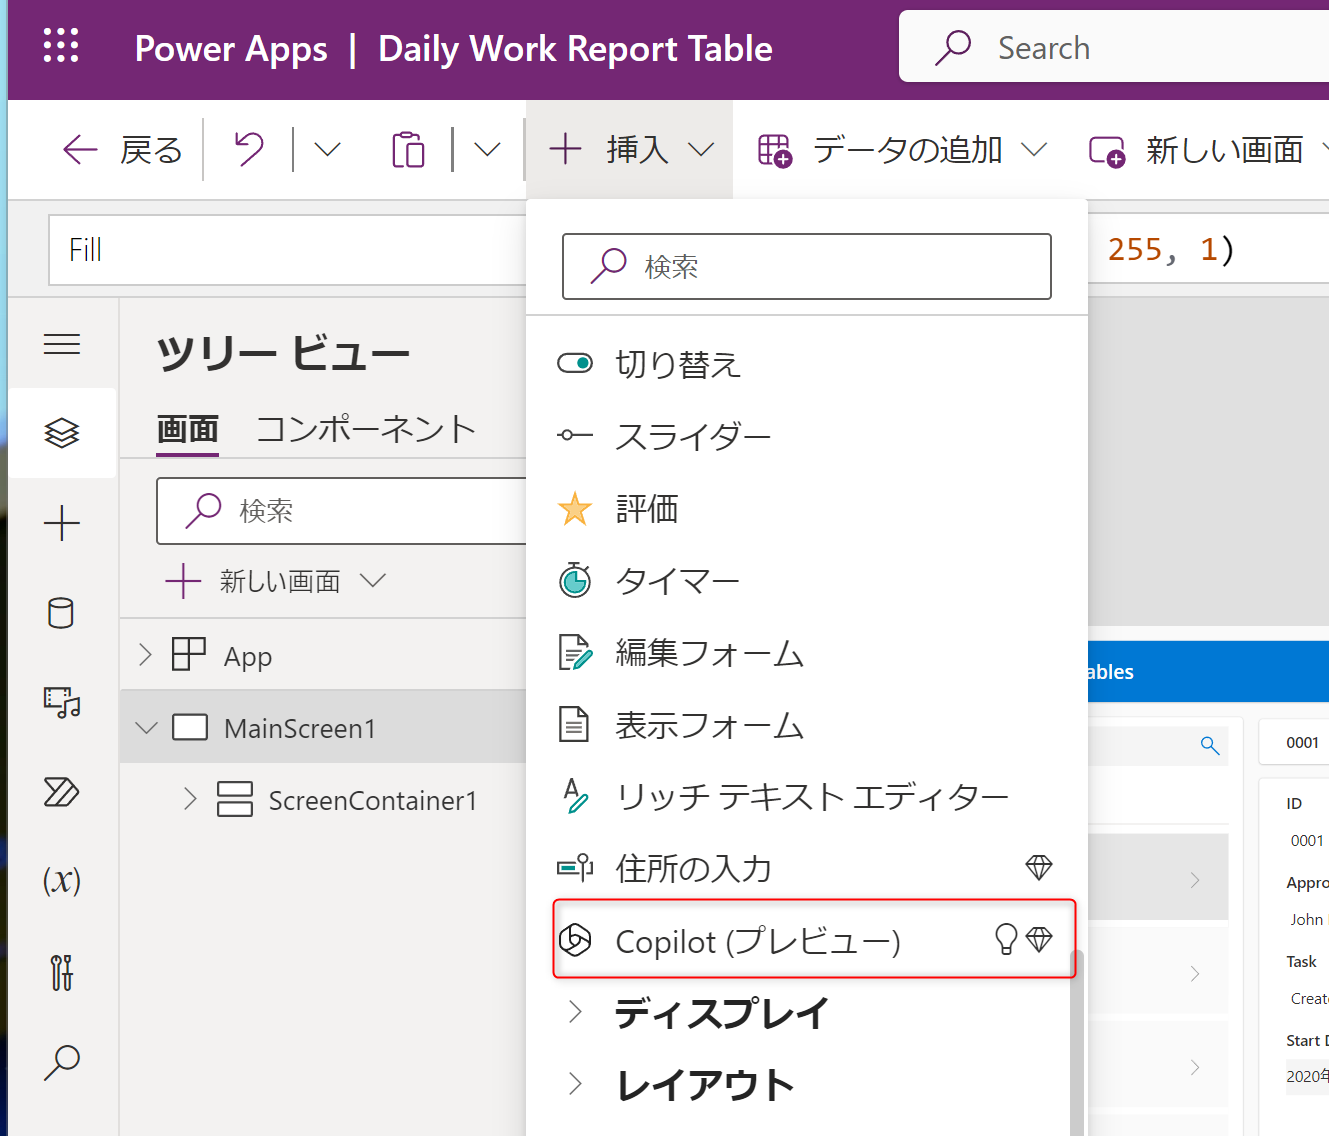 Power Apps | Daily Work Report Table
Search
戻る
挿入
データの追加
新しい画面
Fill
255, 1)
検索
ツリー ビュー
画面 コンポーネント
検索
新しい画面
App
MainScreen1
ScreenContainer1
切り替え
スライダー
評価
タイマー
編集フォーム
表示フォーム
リッチ テキスト エディター
住所の入力
Copilot (プレビュー)
ディスプレイ
レイアウト
(x)
ables
0001
ID
0001
Appro
John
Task
Creat
Start D
2020年